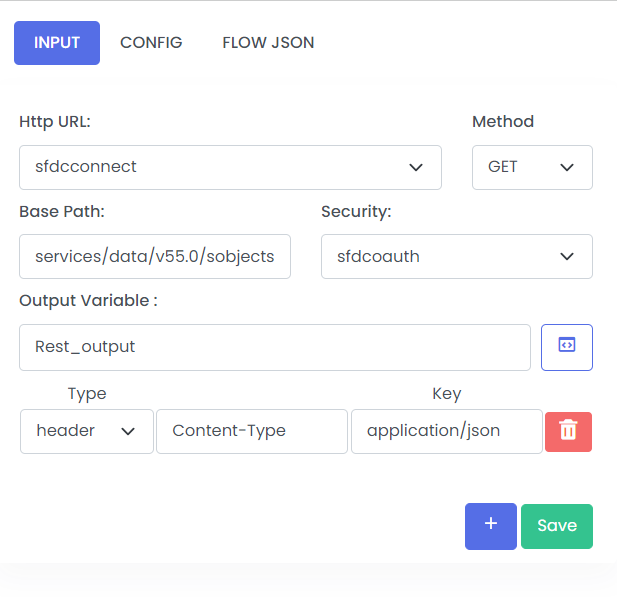 INPUT CONFIG FLOW JSON
Http URL: Method
sfdcconnect GET
Base Path: Security:
services/data/v55.0/sobjects sfdcoauth
Output Variable :
Rest_output
Type Key
header Content-Type application/json
+ Save